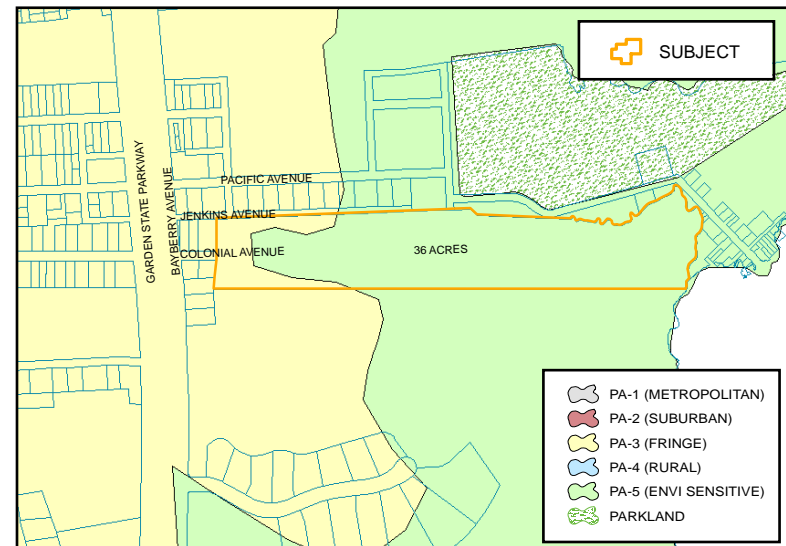 SUBJECT
PACIFIC AVENUE
JENKINS AVENUE
COLONIAL AVENUE
36 ACRES
GARDEN STATE PARKWAY
BAYBERRY AVENUE
PA-1 (METROPOLITAN)
PA-2 (SUBURBAN)
PA-3 (FRINGE)
PA-4 (RURAL)
PA-5 (ENVI SENSITIVE)
PARKLAND